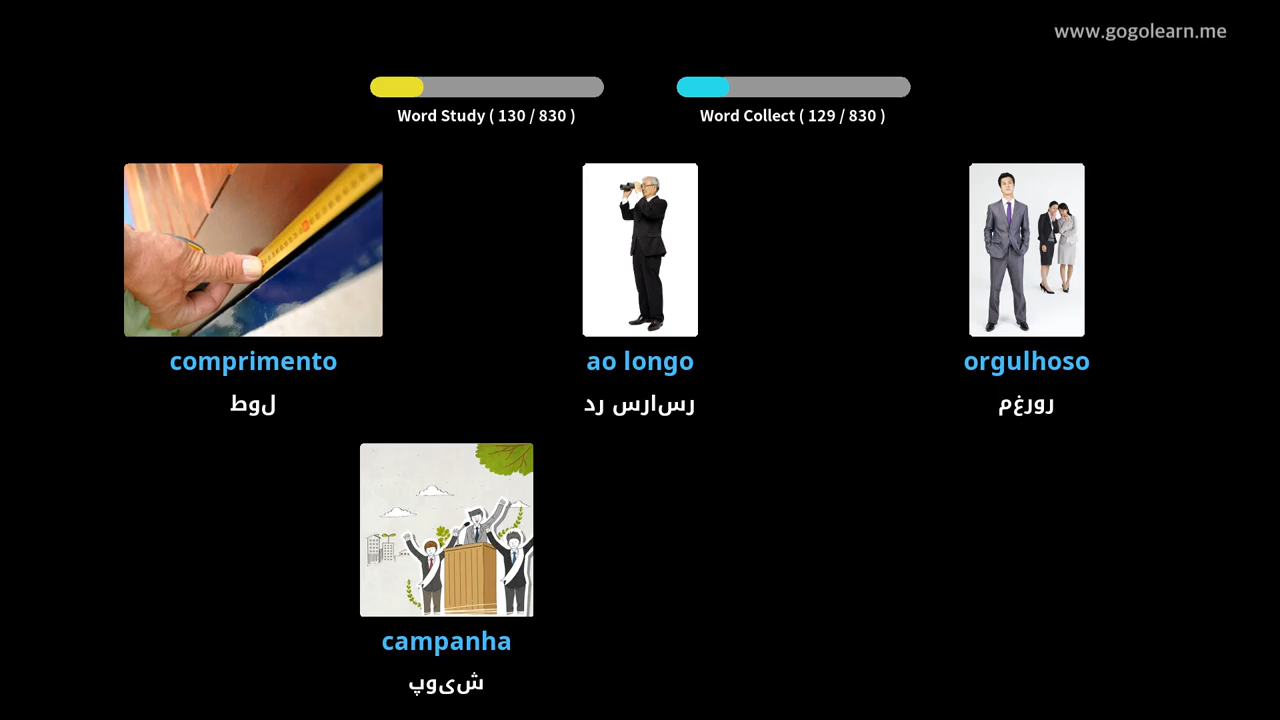 www.gogolearn.me
Word Study ( 130 / 830 )
Word Collect ( 129 / 830 )
comprimento
لوط
ao longo
رسارس رد
orgulhoso
رورغم
campanha
شیوپ